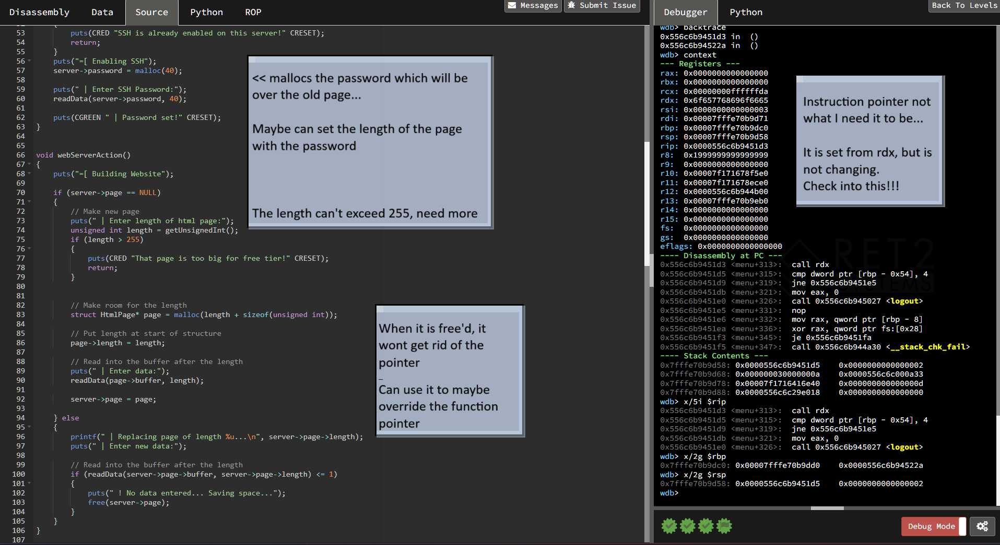 Disassembly Data Source Python ROP Messages Submit Issue
53 puts(CRED "SSH is already enabled on this server!" CRESET);
54 return;
55 }
56 puts("=[ Enabling SSH");
57 server->password = malloc(40);
58
59 puts(" | Enter SSH Password:");
60 readData(server->password, 40);
61
62 puts(CGREEN " | Password set!" CRESET);
63 }
64
65
66 void webServerAction()
67 {
68 puts("=[ Building Website");
69
70 if (server->page == NULL)
71 {
72 // Make new page
73 puts(" | Enter length of html page:");
74 unsigned int length = getUnsignedInt();
75 if (length > 255)
76 {
77 puts(CRED "That page is too big for free tier!" CRESET);
78 return;
79 }
80
81
82 // Make room for the length
83 struct HtmlPage* page = malloc(length + sizeof(unsigned int));
84
85 // Put length at start of structure
86 page->length = length;
87
88 // Read into the buffer after the length
89 puts(" | Enter data:");
90 readData(page->buffer, length);
91
92 server->page = page;
93
94 } else
95 {
96 printf(" | Replacing page of length %u...\n", server->page->length);
97 puts(" | Enter new data:");
98
99 // Read into the buffer after the length
100 if (readData(server->page->buffer, server->page->length) <= 1)
101 {
102 puts(" ! No data entered... Saving space...");
103 free(server->page);
104 }
105 }
106 }
107
<< mallocs the password which will be
over the old page...
Maybe can set the length of the page
with the password
The length can't exceed 255, need more
When it is free'd, it
wont get rid of the
pointer
_
Can use it to maybe
override the function
pointer
Debugger Python Back To Levels
wdb> backtrace
0x556c6b9451d3 in ()
0x556c6b94522a in ()
wdb> context
--- Registers ---
rax: 0x0000000000000000
rbx: 0x0000000000000000
rcx: 0x00000000ffffffda
rdx: 0x6f657768696f6665
rsi: 0x0000000000000003
rdi: 0x00007fffe70b9d71
rbp: 0x00007fffe70b9dc0
rsp: 0x00007fffe70b9d58
rip: 0x0000556c6b9451d3
r8: 0x1999999999999999
r9: 0x0000000000000000
r10: 0x00007f171678f5e0
r11: 0x00007f171678ece0
r12: 0x0000556c6b944b00
r13: 0x00007fffe70b9eb0
r14: 0x0000000000000000
r15: 0x0000000000000000
fs: 0x0000000000000000
gs: 0x0000000000000000
eflags: 0x0000000000000000
---- Disassembly at PC ---
0x556c6b9451d3 <menu+313>: call rdx
0x556c6b9451d5 <menu+315>: cmp dword ptr [rbp - 0x54], 4
0x556c6b9451d9 <menu+319>: jne 0x556c6b9451e5
0x556c6b9451db <menu+321>: mov eax, 0
0x556c6b9451e0 <menu+326>: call 0x556c6b945027 <logout>
0x556c6b9451e5 <menu+331>: nop
0x556c6b9451e6 <menu+332>: mov rax, qword ptr [rbp - 8]
0x556c6b9451ea <menu+336>: xor rax, qword ptr fs:[0x28]
0x556c6b9451f3 <menu+345>: je 0x556c6b9451fa
0x556c6b9451f5 <menu+347>: call 0x556c6b944a30 <__stack_chk_fail>
---- Stack Contents ---
0x7fffe70b9d58: 0x0000556c6b9451d5 0x0000000000000002
0x7fffe70b9d68: 0x000000030000000a 0x0000556c6c000a33
0x7fffe70b9d78: 0x00007f1716416e40 0x000000000000000d
0x7fffe70b9d88: 0x0000556c6c29e018 0x0000000000000000
wdb> x/5i $rip
0x556c6b9451d3 <menu+313>: call rdx
0x556c6b9451d5 <menu+315>: cmp dword ptr [rbp - 0x54], 4
0x556c6b9451d9 <menu+319>: jne 0x556c6b9451e5
0x556c6b9451db <menu+321>: mov eax, 0
0x556c6b9451e0 <menu+326>: call 0x556c6b945027 <logout>
wdb> x/2g $rbp
0x7fffe70b9dc0: 0x00007fffe70b9dd0 0x0000556c6b94522a
wdb> x/2g $rsp
0x7fffe70b9d58: 0x0000556c6b9451d5 0x0000000000000002
wdb>
Instruction pointer not
what I need it to be...
It is set from rdx, but is
not changing.
Check into this!!!
RET2
SYSTEMS
Debug Mode